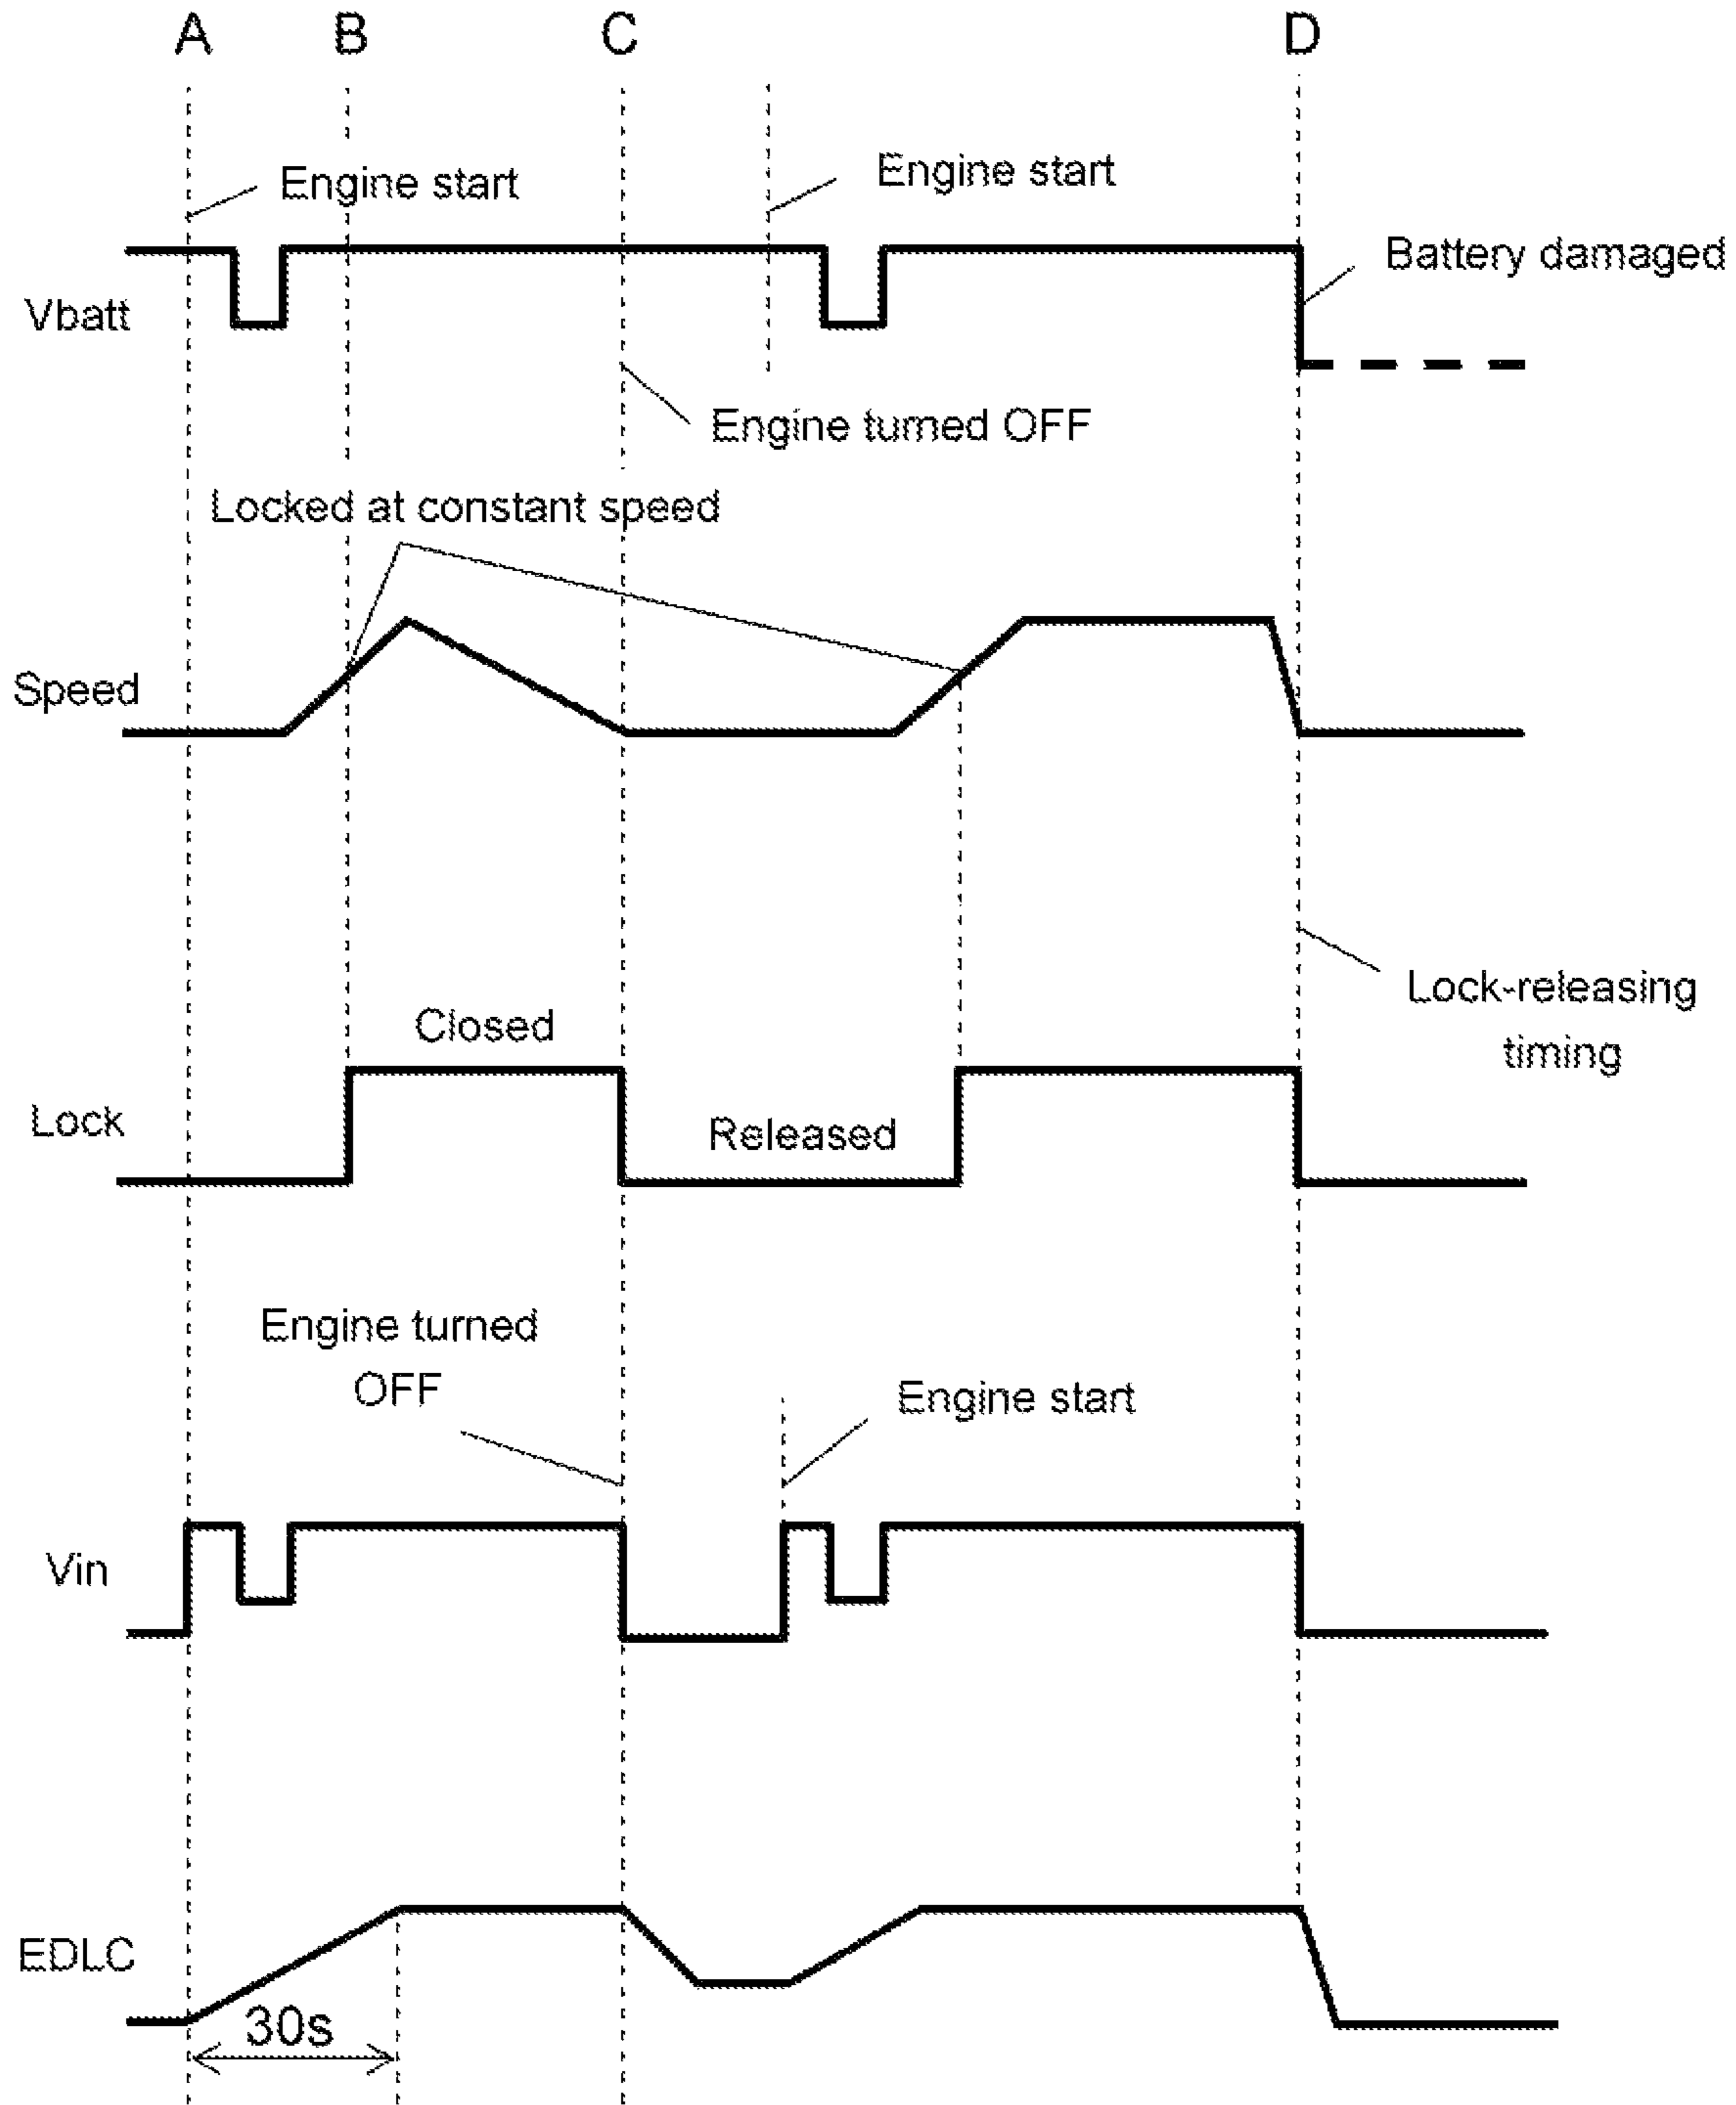 A B C D
Engine start
Engine start
Battery damaged
Vbatt
Engine turned OFF
Locked at constant speed
Speed
Lock-releasing
timing
Closed
Lock
Released
Engine turned
OFF
Engine start
Vin
EDLC
30s